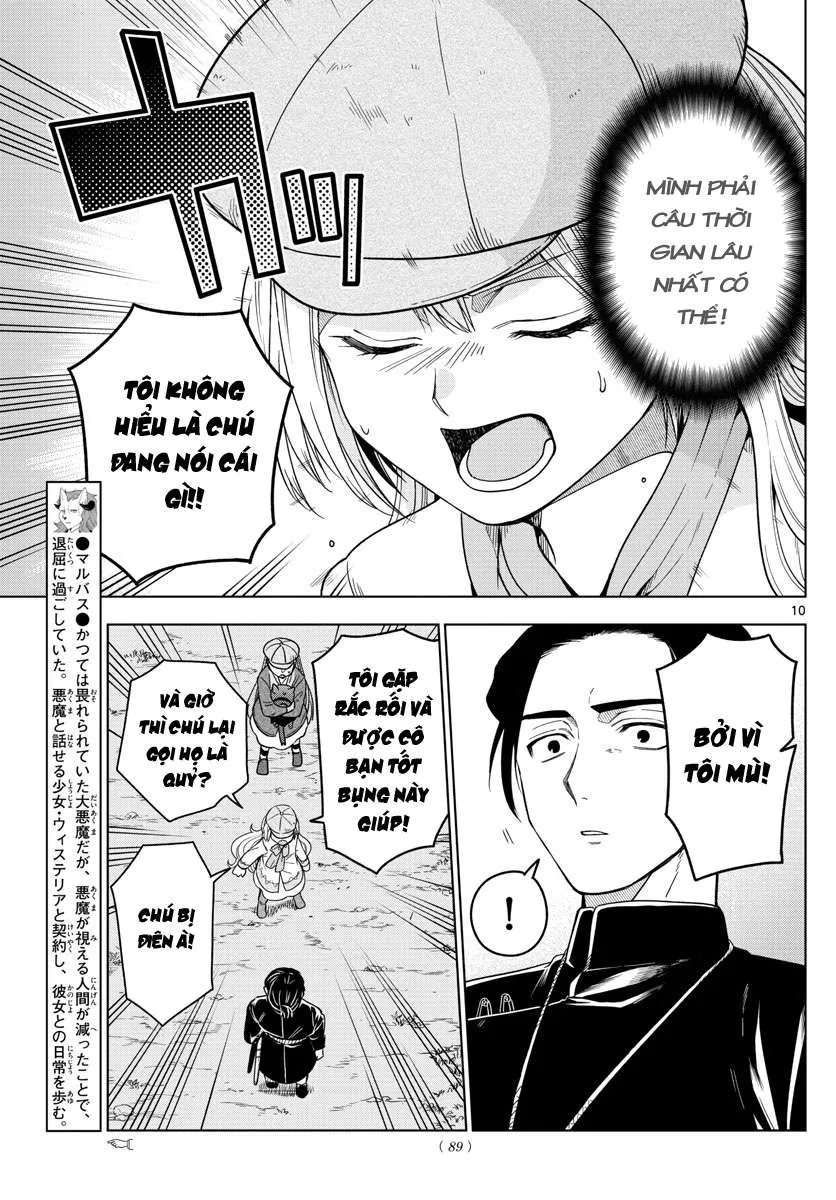 カッ
MÌNH PHẢI
CÂU THỜI
GIAN LÂU
NHẤT CÓ
THỂ!
TÔI KHÔNG
HIỂU LÀ CHÚ
ĐANG NÓI CÁI
GÌ!!
10
BỞI VÌ
TÔI MÙ!
!
TÔI GẶP
RẮC RỐI VÀ
ĐƯỢC CÔ
BẠN TỐT
BỤNG NÀY
GIÚP!
VÀ GIỜ
THÌ CHÚ LẠI
GỌI HỌ LÀ
QUỶ?
CHÚ BỊ
ĐIÊN À!
●マルバス●かつては畏れられていた大悪魔だが、悪魔が視える人間が減ったことで、
退屈に過ごしていた。悪魔と話せる少女・ウィステリアと契約し、彼女との日常を歩む。
( 89 )